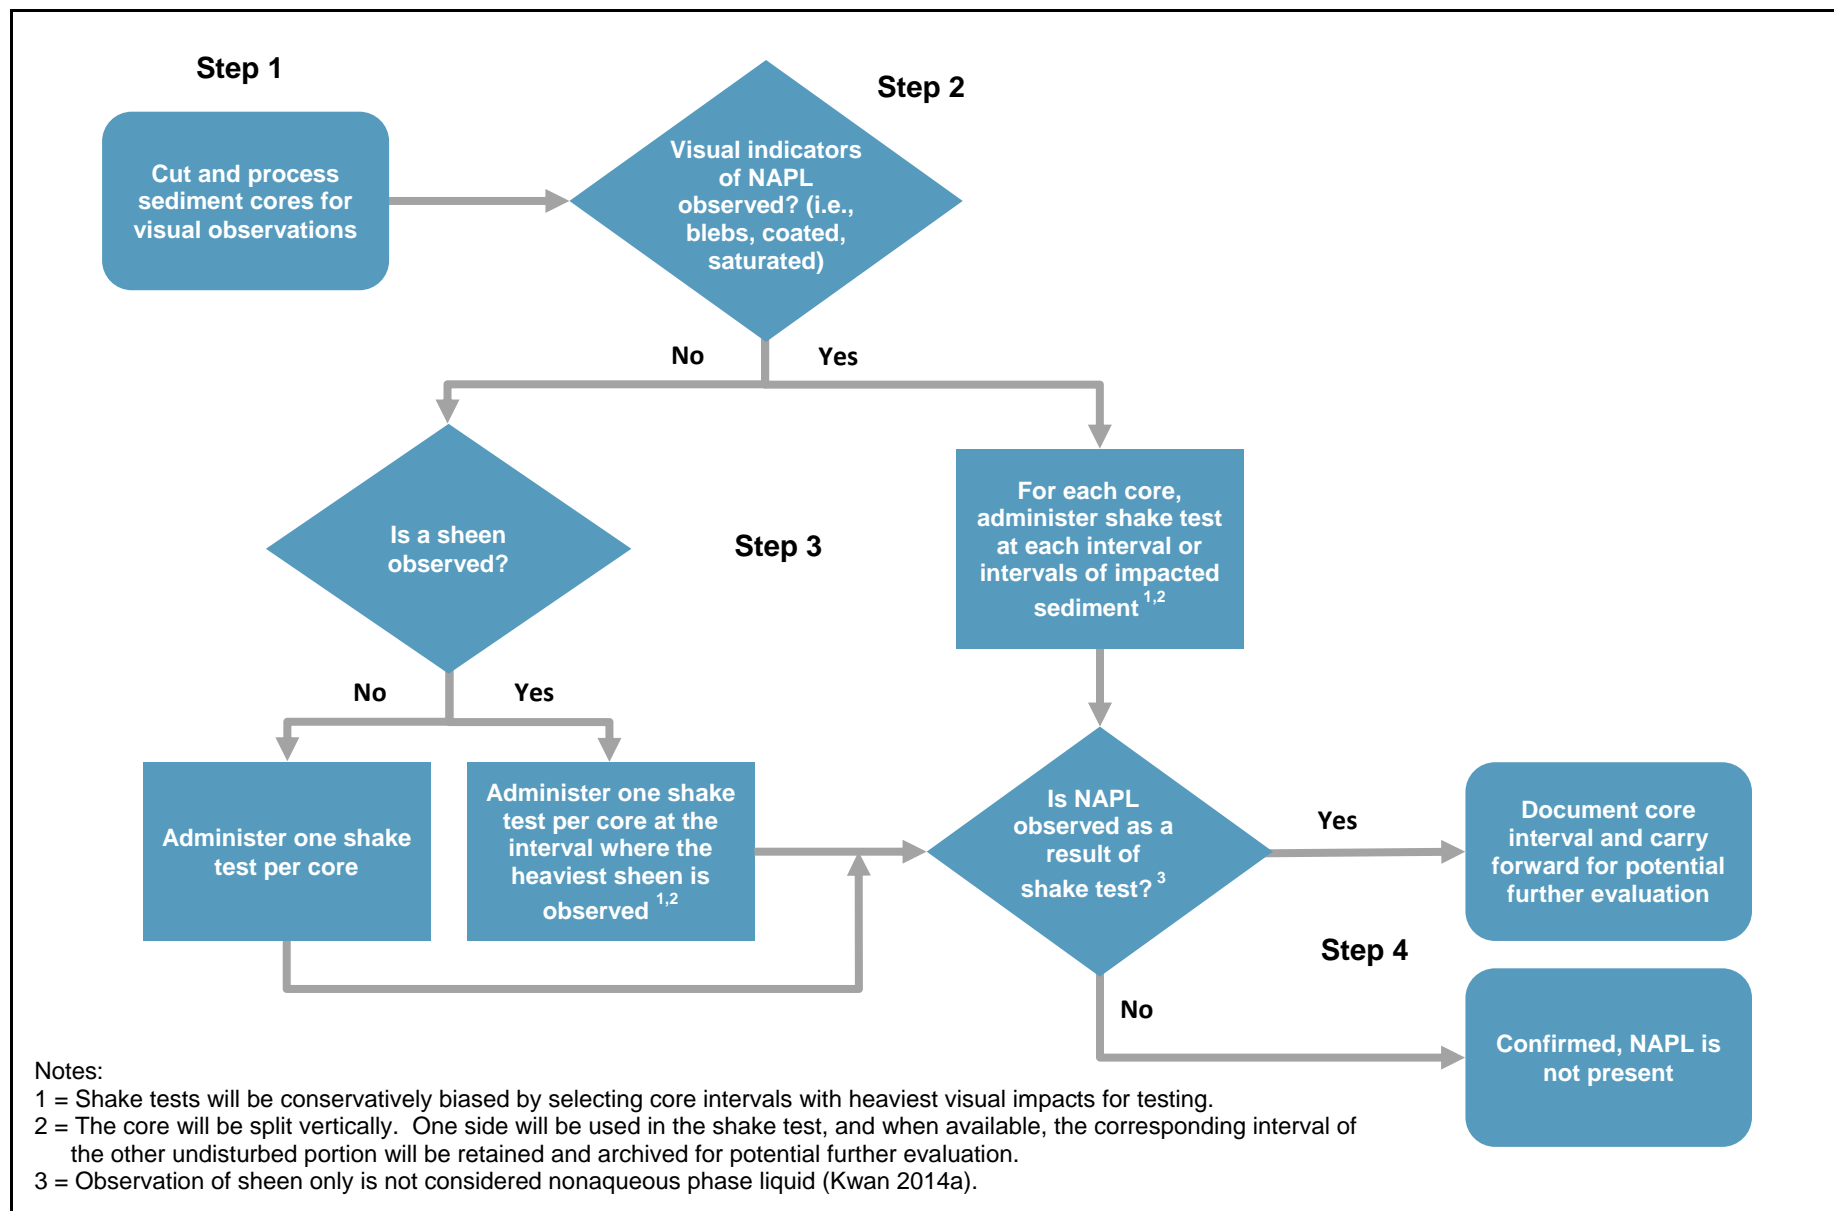 Step 1
Step 2
Cut and process
sediment cores for
visual observations
Visual indicators
of NAPL
observed? (i.e.,
blebs, coated,
saturated)
No
Yes
Is a sheen
observed?
Step 3
For each core,
administer shake test
at each interval or
intervals of impacted
sediment 1,2
No
Yes
Administer one shake
test per core
Administer one shake
test per core at the
interval where the
heaviest sheen is
observed 1,2
Is NAPL
observed as a
result of
shake test? 3
Yes
Document core
interval and carry
forward for potential
further evaluation
Step 4
No
Confirmed, NAPL is
not present
Notes:
1 = Shake tests will be conservatively biased by selecting core intervals with heaviest visual impacts for testing.
2 = The core will be split vertically.  One side will be used in the shake test, and when available, the corresponding interval of
the other undisturbed portion will be retained and archived for potential further evaluation.
3 = Observation of sheen only is not considered nonaqueous phase liquid (Kwan 2014a).